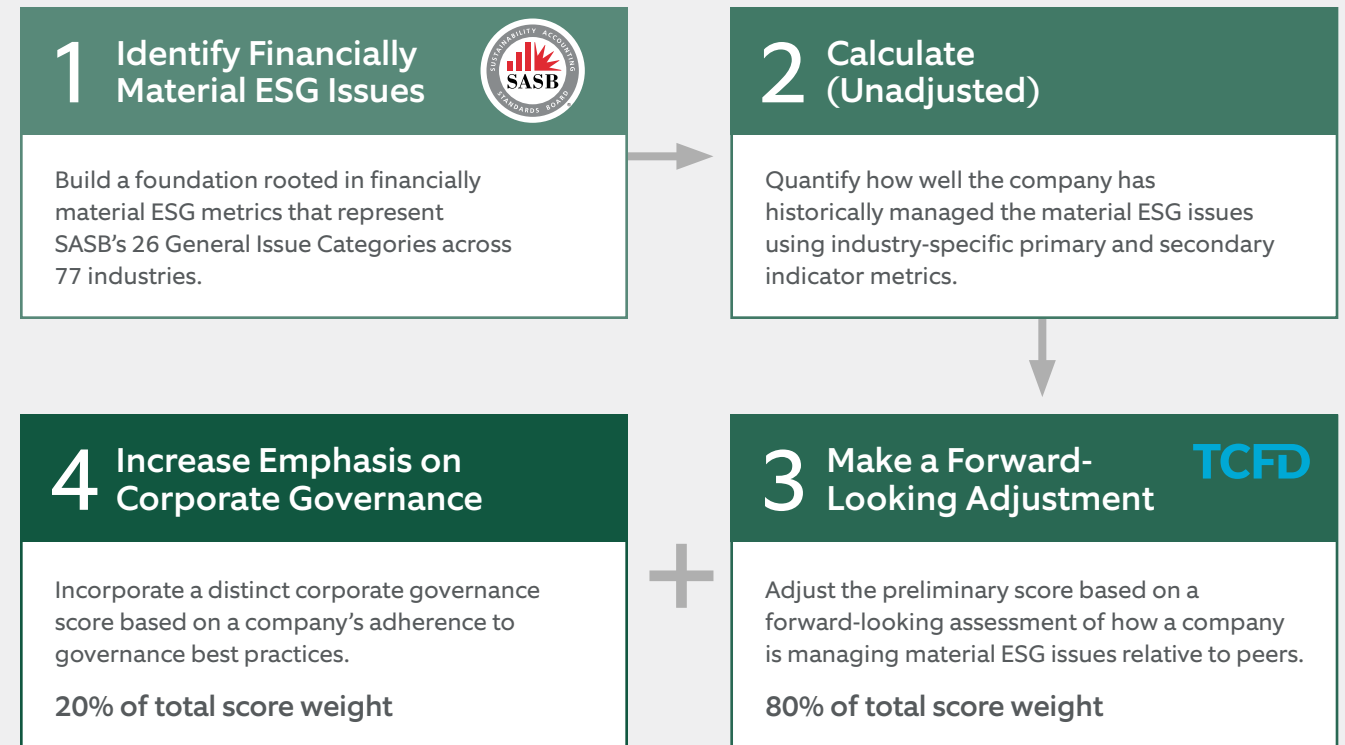 1
Identify Financially
Material ESG Issues
SUSTAINABILITY ACCOUNTING
SASB
STANDARDS BOARD
Build a foundation rooted in financially
material ESG metrics that represent
SASB’s 26 General Issue Categories across
77 industries.
2
Calculate
(Unadjusted)
Quantify how well the company has
historically managed the material ESG issues
using industry-specific primary and secondary
indicator metrics.
3
Make a Forward-
Looking Adjustment
TCFD
Adjust the preliminary score based on a
forward-looking assessment of how a company
is managing material ESG issues relative to peers.
80% of total score weight
4
Increase Emphasis on
Corporate Governance
Incorporate a distinct corporate governance
score based on a company’s adherence to
governance best practices.
20% of total score weight
+